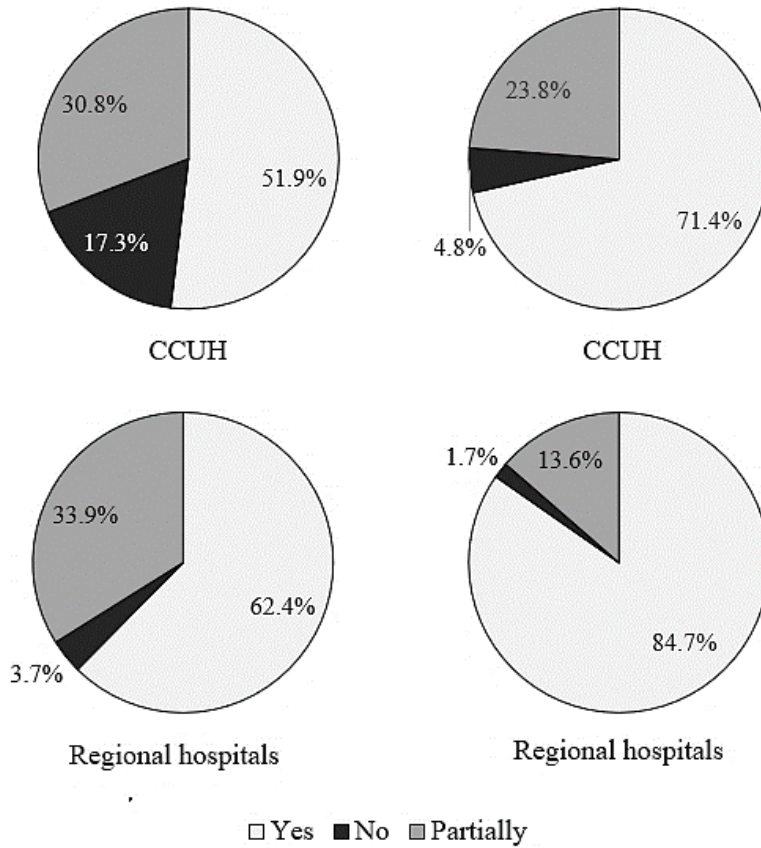 30.8%
51.9%
17.3%
CCUH
23.8%
71.4%
4.8%
CCUH
33.9%
62.4%
3.7%
Regional hospitals
1.7%
13.6%
84.7%
Regional hospitals
Yes No Partially